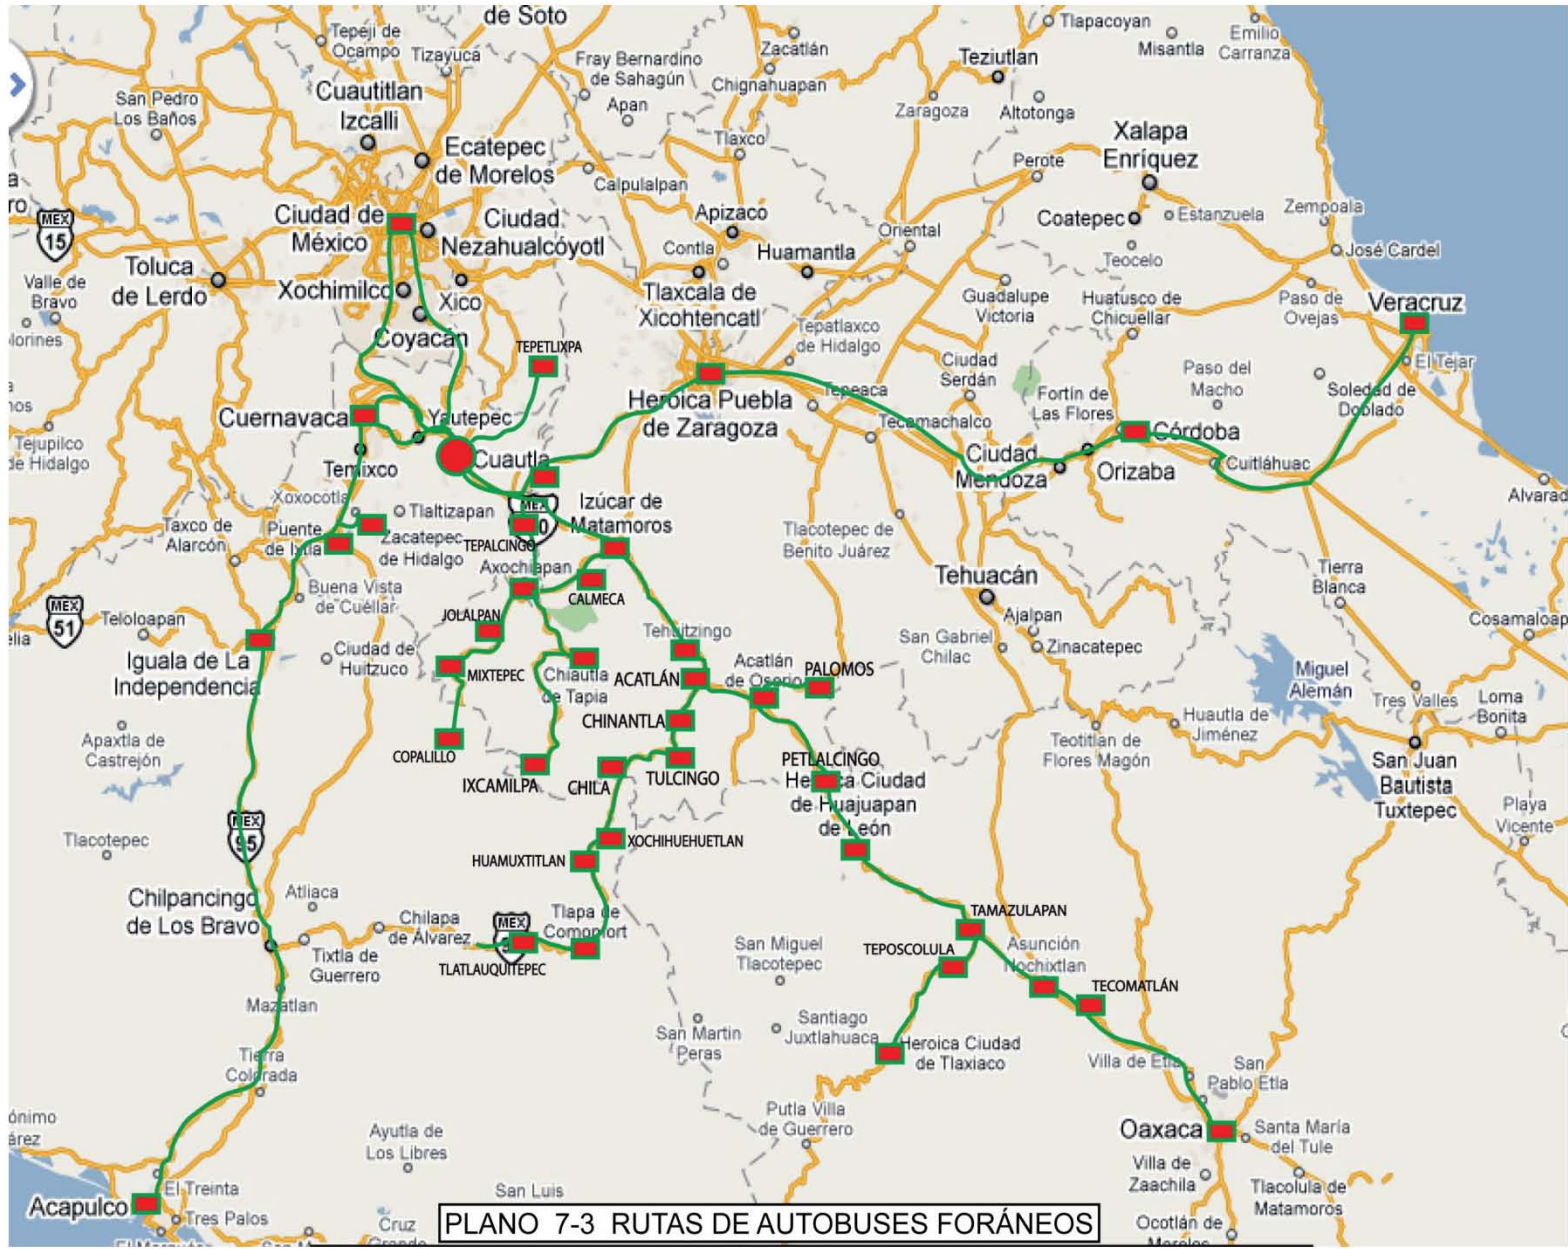 de Soto
Tepeji de
Ocampo
Tizayuca
Cuautitlan
Izcalli
San Pedro
Los Baños
Fray Bernardino
de Sahagún
Apan
Zacatlán
Chignahuapan
Tlapacoyan
Misantla
Emilio
Carranza
Teziutlan
Zaragoza
Altotonga
Ecatepec
de Morelos
Tlaxco
Calpulalpan
Xalapa
Enríquez
Perote
MEX
15
Ciudad de
México
Ciudad
Nezahualcóyotl
Apizaco
Contla
Huamantla
Oriental
Coatepec
Estanzuela
Zempoala
Teocelo
José Cardel
Toluca
de Lerdo
Valle de
Bravo
Xochimilco
Xico
Coyacán
Tlaxcala de
Xicohtencatl
Guadalupe
Victoria
Huatusco de
Chicuellar
Paso de
Ovejas
Veracruz
TEPETLIXPA
Tepatlaxco
de Hidalgo
Ciudad
Serdán
Paso del
Macho
El Tejar
Soledad de
Doblado
Cuernavaca
Yautepec
Heroica Puebla
de Zaragoza
Tepeaca
Tecamachalco
Fortín de
Las Flores
Córdoba
Tejupilco
de Hidalgo
Temixco
Cuautla
Ciudad
Mendoza
Orizaba
Cuitláhuac
Alvarad
Xoxocotla
Tlaltizapan
MEX
Izúcar de
Matamoros
Taxco de
Alarcón
Puente
de Ixtla
Zacatepec
de Hidalgo
TEPALCINGO
Axochiapan
CALMECA
Tlacotepec de
Benito Juárez
Tehuacán
Tierra
Blanca
MEX
51
Buena Vista
de Cuéllar
Teloloapan
JOLALPAN
Tehuitzingo
Ajalpan
San Gabriel
Chilac
Zinacatepec
Cosamaloap
Iguala de La
Independencia
Ciudad de
Huitzuco
MIXTEPEC
Chiautla
de Tapia
ACATLÁN
Acatlán
de Osorio
PALOMOS
Miguel
Alemán
Tres Valles
Loma
Bonita
Apaxtla de
Castrejón
COPALILLO
CHINANTLA
IXCAMILPA
CHILA
TULCINGO
PETLALCINGO
Heroica Ciudad
de Huajuapan
de León
Teotitlan de
Flores Magón
Huautla de
Jiménez
San Juan
Bautista
Tuxtepec
Playa
Vicente
Tlacotepec
MEX
95
HUAMUXTITLAN
XOCHIHUEHUETLAN
Chilpancingo
de Los Bravo
Atliaca
Chilapa
de Alvarez
MEX
Tlapa de
Comonfort
TLATLAUQUITEPEC
Tixtla de
Guerrero
Mazatlan
San Miguel
Tlacotepec
TAMAZULAPAN
TEPOSCOLULA
Asunción
Nochixtlan
TECOMATLÁN
San Martin
Peras
Santiago
Juxtlahuaca
Heroica Ciudad
de Tlaxiaco
Tierra
Colorada
Villa de Etla
San
Pablo Etla
Putla Villa
de Guerrero
Oaxaca
Santa María
del Tule
Ayutla de
Los Libres
Villa de
Zaachila
Tlacolula de
Matamoros
Acapulco
El Treinta
Tres Palos
San Luis
Cruz
Grande
Ocotlán de
Morelos
PLANO 7-3 RUTAS DE AUTOBUSES FORÁNEOS